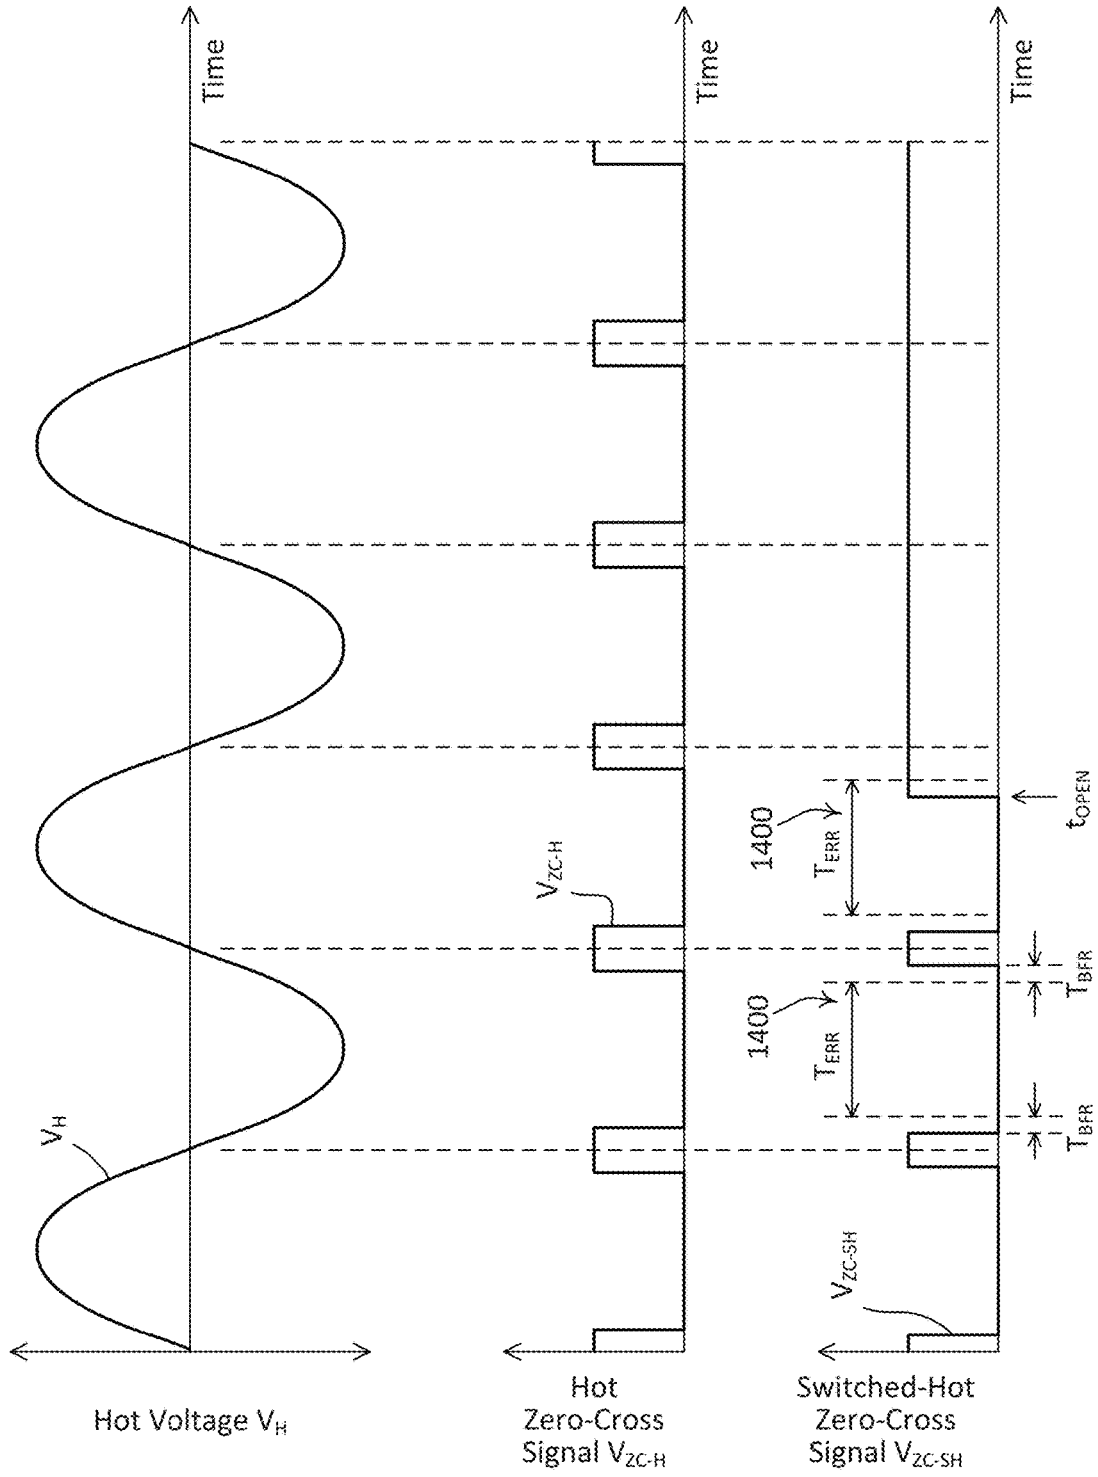 Time
V_H
Hot Voltage V_H
Time
V_ZC-H
Hot
Zero-Cross
Signal V_ZC-H
Time
1400
T_ERR
1400
T_ERR
t_OPEN
T_BFR
T_BFR
V_ZC-SH
Switched-Hot
Zero-Cross
Signal V_ZC-SH